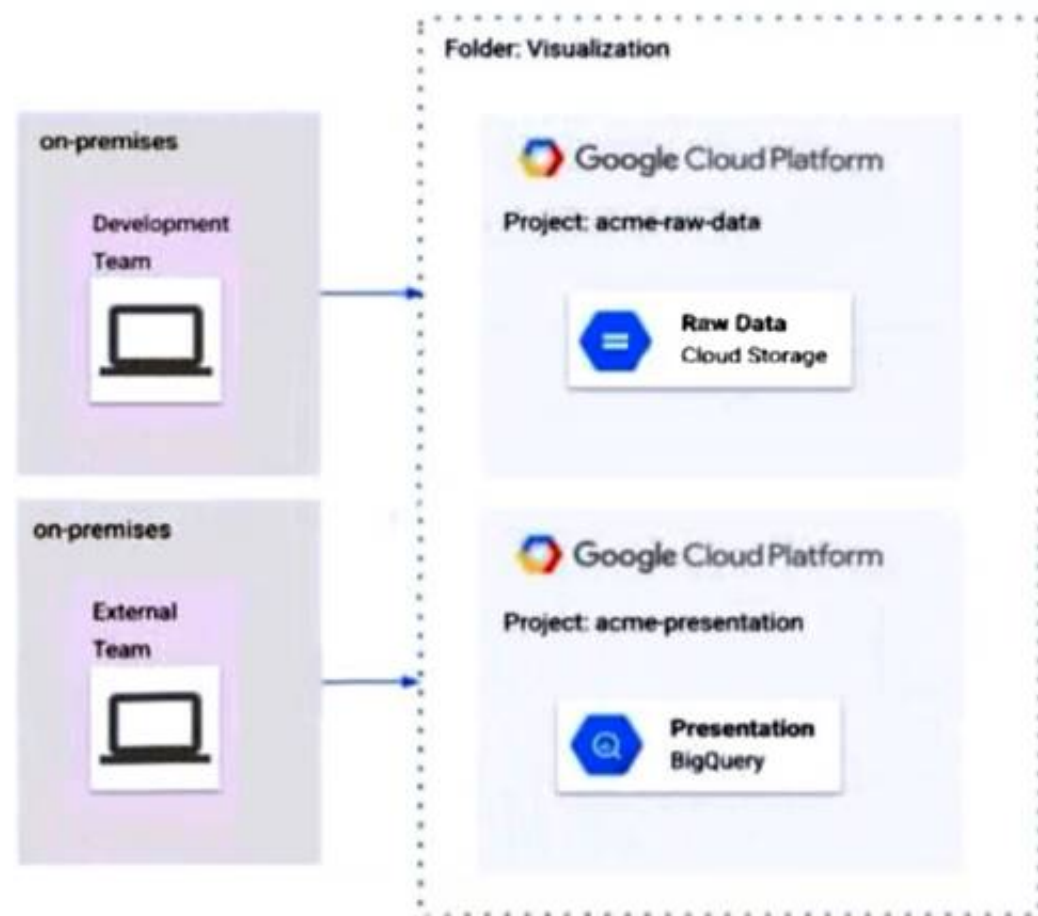 Folder: Visualization
on-premises
Development
Team
Google Cloud Platform
Project: acme-raw-data
Raw Data
Cloud Storage
on-premises
External
Team
Google Cloud Platform
Project: acme-presentation
Presentation
BigQuery